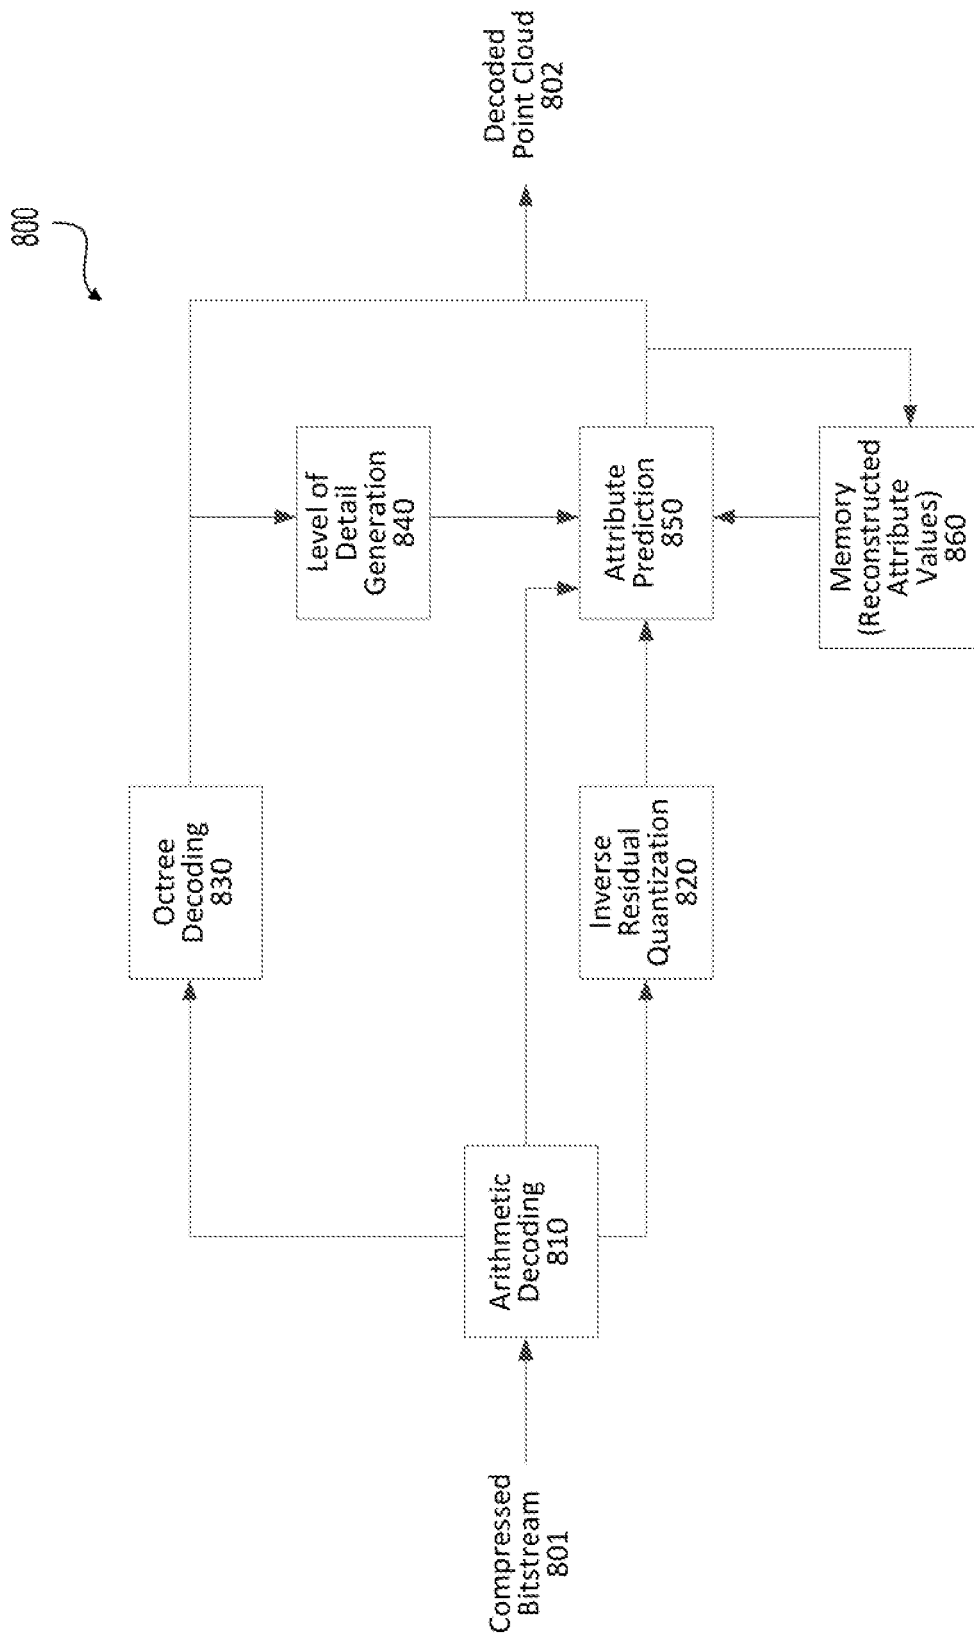 800
Compressed
Bitstream
801
Arithmetic
Decoding
810
Octree
Decoding
830
Inverse
Residual
Quantization
820
Level of
Detail
Generation
840
Attribute
Prediction
850
Memory
(Reconstructed
Attribute
Values)
860
Decoded
Point Cloud
802